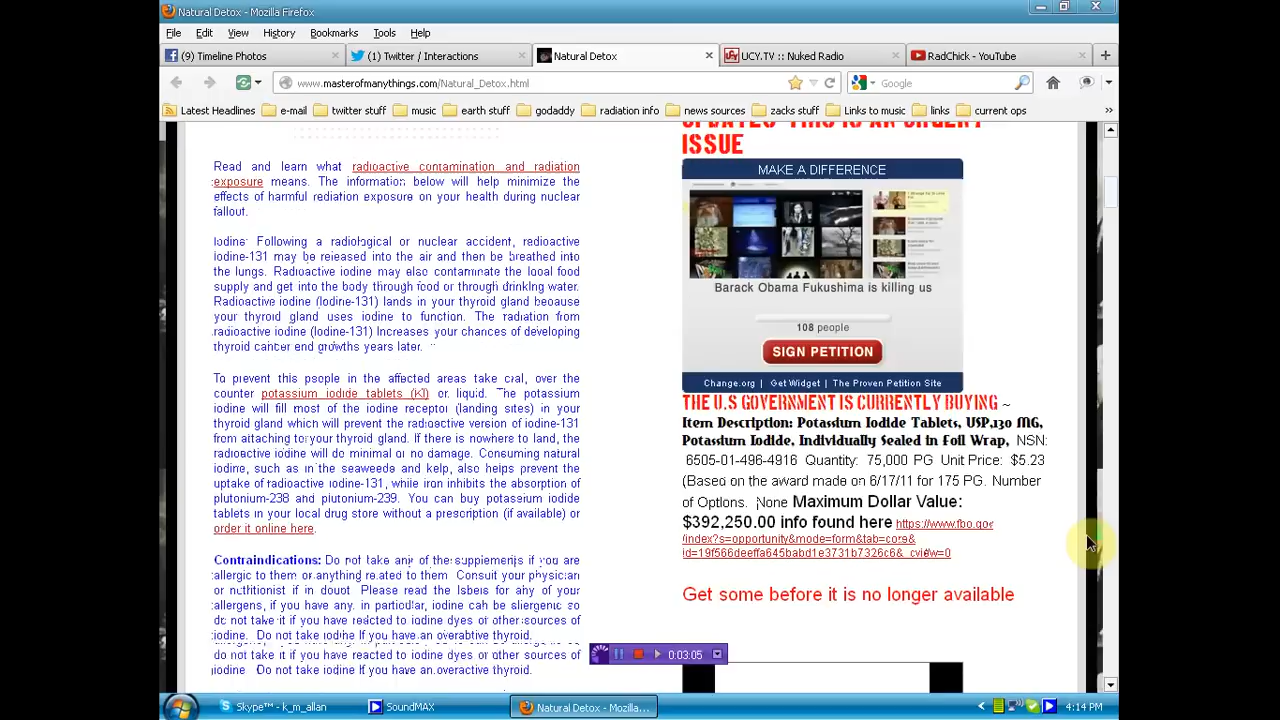 Natural Detox - Mozilla Firefox
File Edit View History Bookmarks Tools Help
(9) Timeline Photos
(1) Twitter / Interactions
Natural Detox
UCY.TV :: Nuked Radio
RadChick - YouTube
www.masterofmanythings.com/Natural_Detox.html
Google
Latest Headlines e-mail twitter stuff music earth stuff godaddy radiation info news sources zacks stuff Links to music links current ops
Read and learn what radioactive contamination and radiation
exposure means. The information below will help minimize the
effects of harmful radiation exposure on your health during nuclear
fallout.
Iodine: Following a radiological or nuclear accident, radioactive
iodine-131 may be released into the air and then be breathed into
the lungs. Radioactive iodine may also contaminate the local food
supply and get into the body through food or through drinking water.
Radioactive iodine (Iodine-131) lands in your thyroid gland because
your thyroid gland uses iodine to function. The radiation from
radioactive iodine (Iodine-131) increases your chances of developing
thyroid cancer end growths years later.
To prevent this people in the affected areas take oral, over the
counter potassium iodide tablets (KI) or liquid. The potassium
iodine will fill most of the iodine receptor (landing sites) in your
thyroid gland which will prevent the radioactive version of iodine-131
from attaching to your thyroid gland. If there is nowhere to land, the
radioactive iodine will do minimal or no damage. Consuming natural
iodine, such as in the seaweeds and kelp, also helps prevent the
uptake of radioactive iodine-131, while iron inhibits the absorption of
plutonium-238 and plutonium-239. You can buy potassium iodide
tablets in your local drug store without a prescription (if available) or
order it online here.
Contraindications: Do not take any of the supplements if you are
allergic to them or anything related to them. Consult your physician
or nutritionist if in doubt. Please read the labels for any of your
allergens, if you have any. in particular, iodine can be allergenic so
do not take it if you have reacted to iodine dyes or other sources of
iodine. Do not take iodine If you have an overactive thyroid.
do not take it if you have reacted to iodine dyes or other sources of
iodine Do not take iodine If you have an overactive thyroid.
ISSUE
MAKE A DIFFERENCE
Barack Obama Fukushima is killing us
108 people
SIGN PETITION
Change.org | Get Widget | The Proven Petition Site
THE U.S GOVERNMENT IS CURRENTLY BUYING ~
Item Description: Potassium Iodide Tablets, USP,130 MG,
Potassium Iodide, Individually Sealed in Foil Wrap, NSN:
6505-01-496-4916 Quantity: 75,000 PG Unit Price: $5.23
(Based on the award made on 6/17/11 for 175 PG. Number
of Options. None Maximum Dollar Value:
$392,250.00 info found here https://www.fbo.gov
/index?s=opportunity&mode=form&tab=core&
id=19f566deeffa645babd1e3731b7326c6&_cview=0
Get some before it is no longer available
0:03:05
Skype™ - k_m_allan
SoundMAX
Natural Detox - Mozilla...
4:14 PM